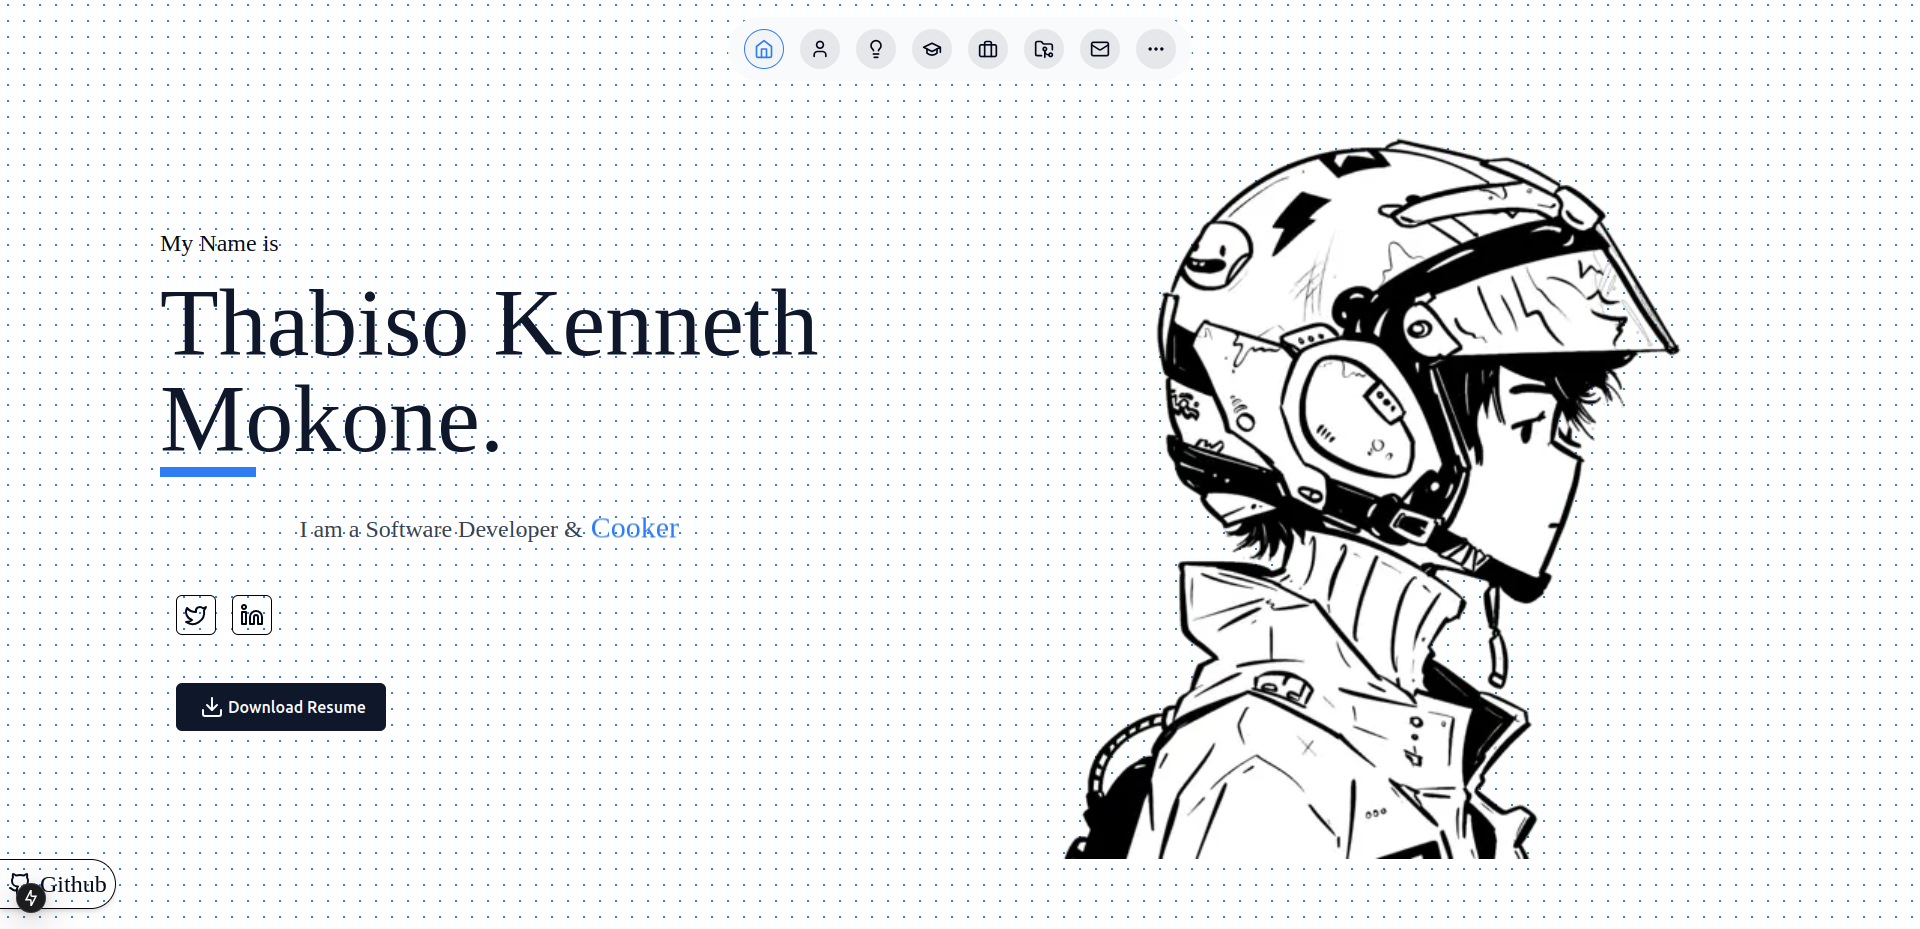 My Name is
Thabiso Kenneth
Mokone.
I am a Software Developer & Cooker
Download Resume
Github